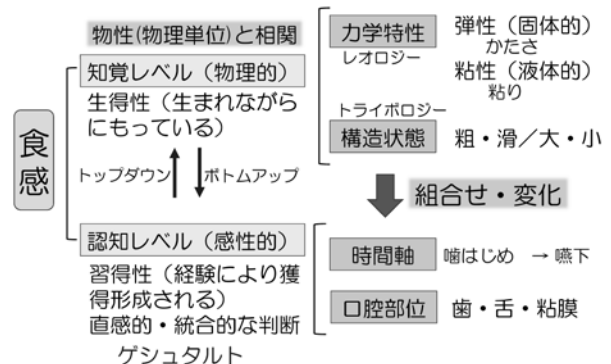 物性(物理単位)と相関
食感
知覚レベル（物理的）
生得性（生まれながら
にもっている）
トップダウン
ボトムアップ
認知レベル（感性的）
習得性（経験により獲
得形成される）
直感的・統合的な判断
ゲシュタルト
力学特性
レオロジー
弾性（固体的）
かたさ
粘性（液体的）
粘り
トライボロジー
構造状態
粗・滑／大・小
組合せ・変化
時間軸
噛はじめ → 嚥下
口腔部位
歯・舌・粘膜